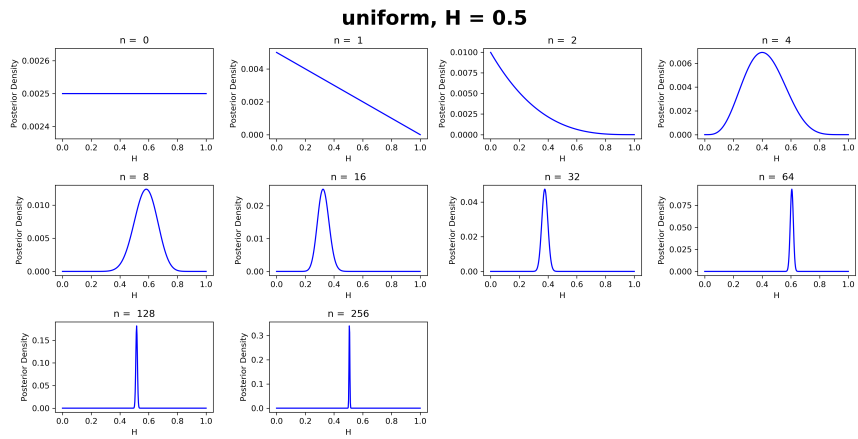 uniform, H = 0.5
n = 0
n = 1
n = 2
n = 4
Posterior Density
0.0026
0.0025
0.0024
0.0 0.2 0.4 0.6 0.8 1.0
H
Posterior Density
0.004
0.002
0.000
0.0 0.2 0.4 0.6 0.8 1.0
H
Posterior Density
0.0100
0.0075
0.0050
0.0025
0.0000
0.0 0.2 0.4 0.6 0.8 1.0
H
Posterior Density
0.006
0.004
0.002
0.000
0.0 0.2 0.4 0.6 0.8 1.0
H
n = 8
n = 16
n = 32
n = 64
Posterior Density
0.010
0.005
0.000
0.0 0.2 0.4 0.6 0.8 1.0
H
Posterior Density
0.02
0.01
0.00
0.0 0.2 0.4 0.6 0.8 1.0
H
Posterior Density
0.04
0.02
0.00
0.0 0.2 0.4 0.6 0.8 1.0
H
Posterior Density
0.075
0.050
0.025
0.000
0.0 0.2 0.4 0.6 0.8 1.0
H
n = 128
n = 256
Posterior Density
0.15
0.10
0.05
0.00
0.0 0.2 0.4 0.6 0.8 1.0
H
Posterior Density
0.3
0.2
0.1
0.0
0.0 0.2 0.4 0.6 0.8 1.0
H